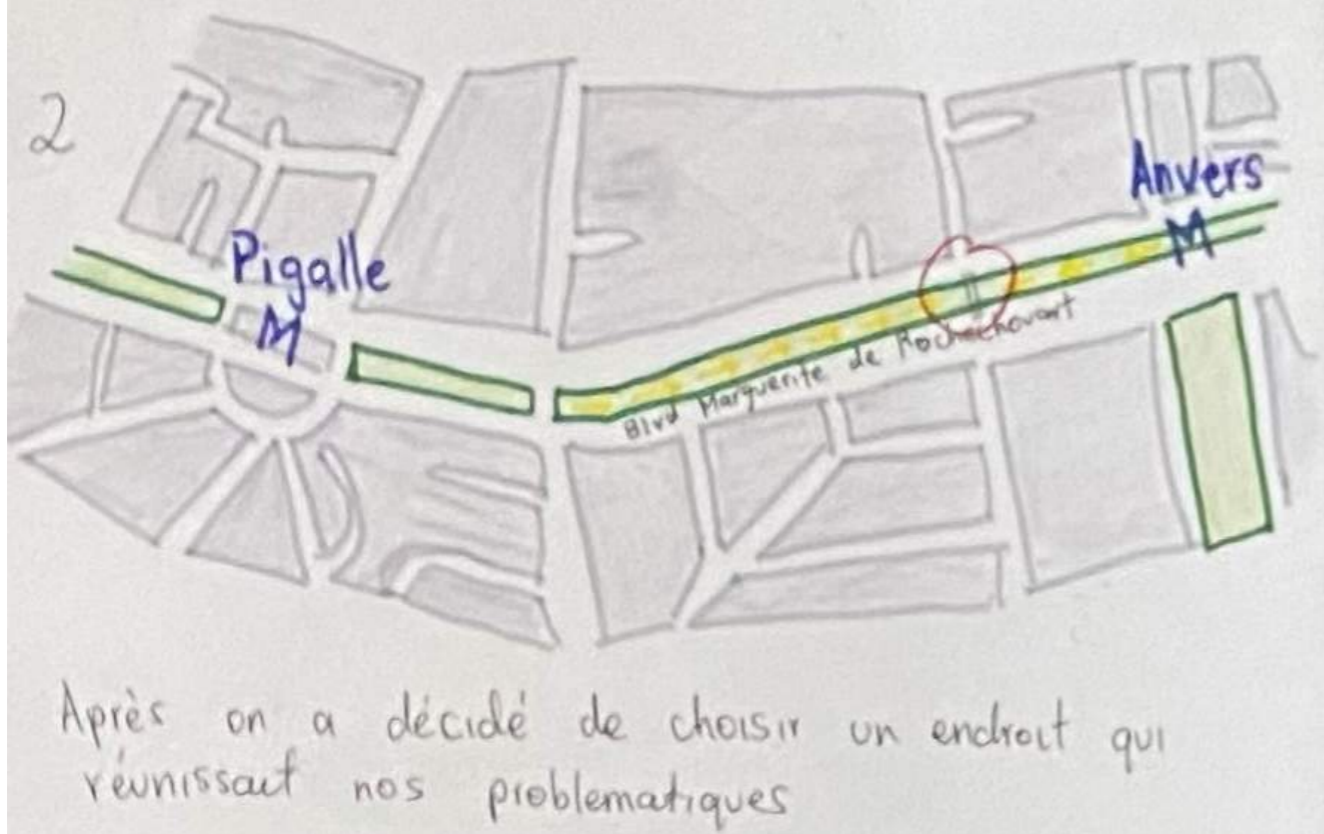 2
Anvers
M
Pigalle
M
Blvd Marguerite de Rochechouart
Après on a décidé de choisir un endroit qui
réunissait nos problematiques